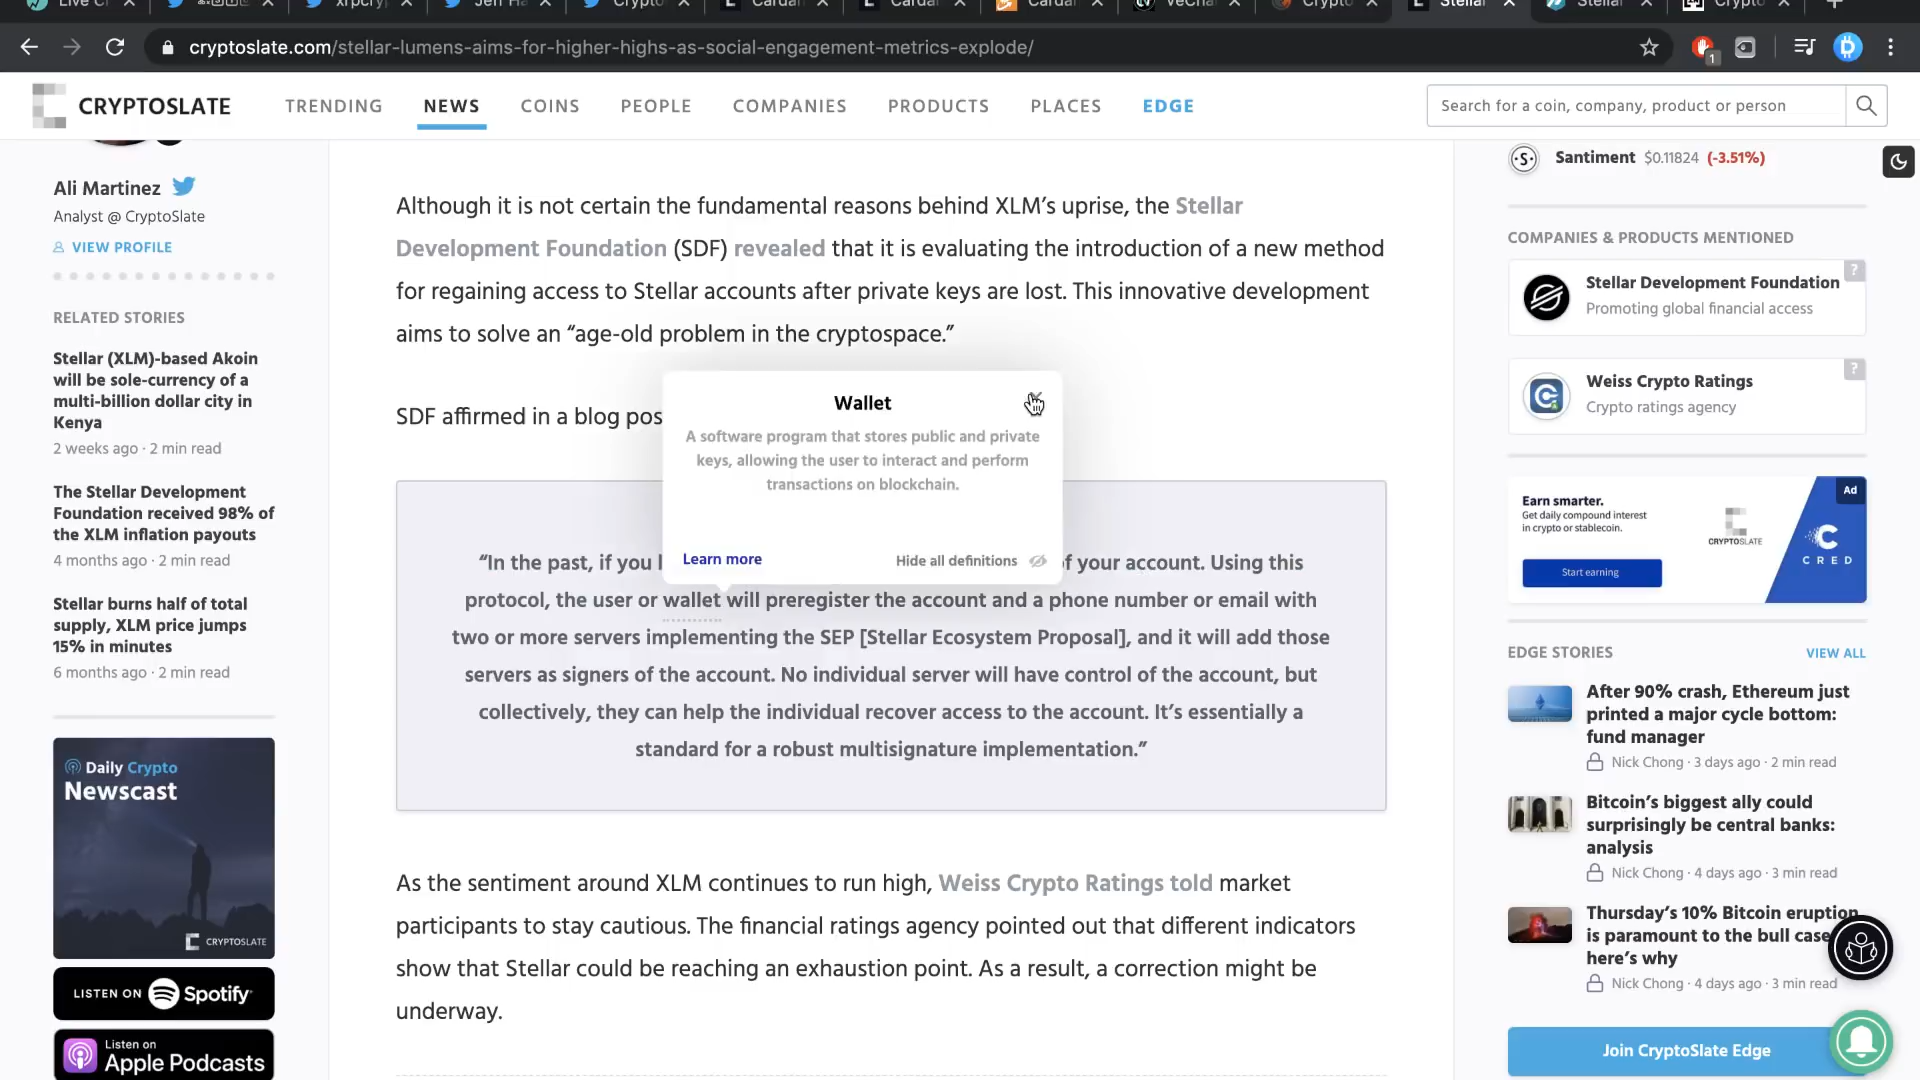 Live C
xrpcry
Jeff Ha
Crypto
Cardan
Cardan
Cardan
VeChai
Crypto
Stellar
Stellar
Crypto
cryptoslate.com/stellar-lumens-aims-for-higher-highs-as-social-engagement-metrics-explode/
1
CRYPTOSLATE
TRENDING
NEWS
COINS
PEOPLE
COMPANIES
PRODUCTS
PLACES
EDGE
Search for a coin, company, product or person
Ali Martinez
Analyst @ CryptoSlate
VIEW PROFILE
RELATED STORIES
Stellar (XLM)-based Akoin
will be sole-currency of a
multi-billion dollar city in
Kenya
2 weeks ago · 2 min read
The Stellar Development
Foundation received 98% of
the XLM inflation payouts
4 months ago · 2 min read
Stellar burns half of total
supply, XLM price jumps
15% in minutes
6 months ago · 2 min read
Daily Crypto
Newscast
CRYPTOSLATE
LISTEN ON Spotify
Listen on
Apple Podcasts
Although it is not certain the fundamental reasons behind XLM’s uprise, the Stellar
Development Foundation (SDF) revealed that it is evaluating the introduction of a new method
for regaining access to Stellar accounts after private keys are lost. This innovative development
aims to solve an “age-old problem in the cryptospace.”
SDF affirmed in a blog pos
Wallet
A software program that stores public and private
keys, allowing the user to interact and perform
transactions on blockchain.
Learn more
Hide all definitions
“In the past, if you l
f your account. Using this
protocol, the user or wallet will preregister the account and a phone number or email with
two or more servers implementing the SEP [Stellar Ecosystem Proposal], and it will add those
servers as signers of the account. No individual server will have control of the account, but
collectively, they can help the individual recover access to the account. It’s essentially a
standard for a robust multisignature implementation.”
As the sentiment around XLM continues to run high, Weiss Crypto Ratings told market
participants to stay cautious. The financial ratings agency pointed out that different indicators
show that Stellar could be reaching an exhaustion point. As a result, a correction might be
underway.
Santiment $0.11824 (-3.51%)
COMPANIES & PRODUCTS MENTIONED
Stellar Development Foundation
Promoting global financial access
?
Weiss Crypto Ratings
Crypto ratings agency
?
Ad
Earn smarter.
Get daily compound interest
in crypto or stablecoin.
Start earning
CRYPTOSLATE
CRED
EDGE STORIES
VIEW ALL
After 90% crash, Ethereum just
printed a major cycle bottom:
fund manager
Nick Chong · 3 days ago · 2 min read
Bitcoin’s biggest ally could
surprisingly be central banks:
analysis
Nick Chong · 4 days ago · 3 min read
Thursday’s 10% Bitcoin eruption
is paramount to the bull case
here’s why
Nick Chong · 4 days ago · 3 min read
Join CryptoSlate Edge